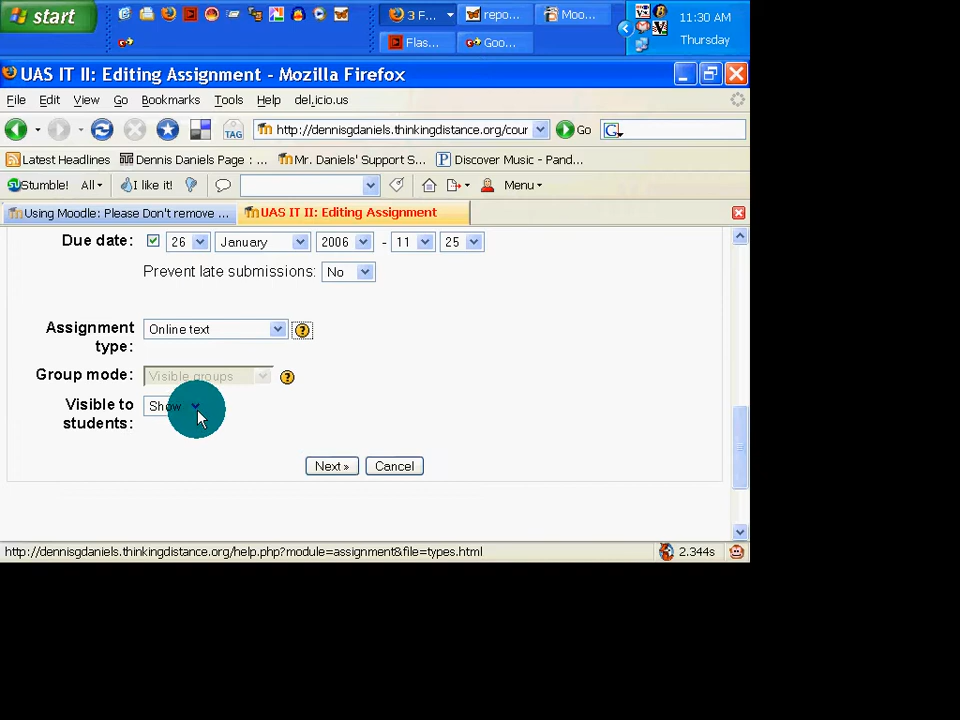 start
3 F...
repo...
Moo...
11:30 AM
Flas...
Goo...
Thursday
UAS IT II: Editing Assignment - Mozilla Firefox
File Edit View Go Bookmarks Tools Help del.icio.us
TAG
http://dennisgdaniels.thinkingdistance.org/cour
Go
G
Latest Headlines
Dennis Daniels Page : ...
Mr. Daniels' Support S...
Discover Music - Pand...
Stumble! All I like it!
Menu
Using Moodle: Please Don't remove ...
UAS IT II: Editing Assignment
Due date: 26 January 2006 - 11 25
Prevent late submissions: No
Assignment type: Online text
Group mode: Visible groups
Visible to students: Show
Next » Cancel
http://dennisgdaniels.thinkingdistance.org/help.php?module=assignment&file=types.html
2.344s